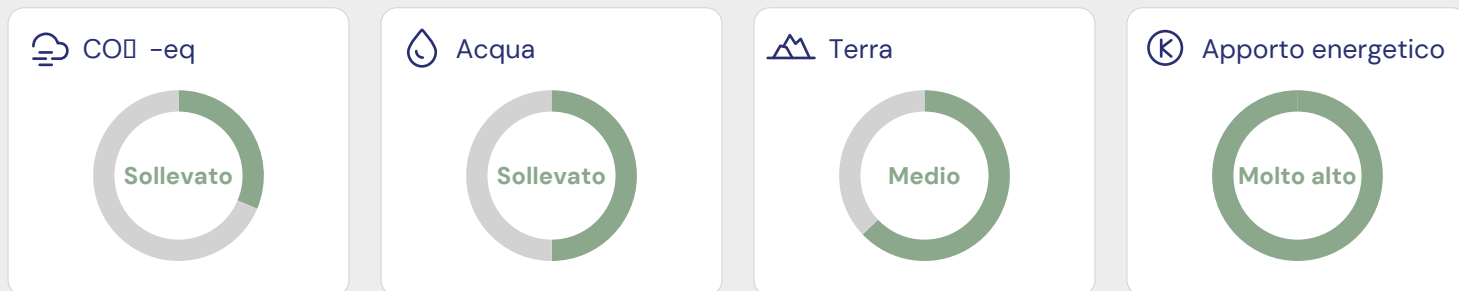 CO▯ -eq
Acqua
Terra
Apporto energetico
Sollevato
Sollevato
Medio
Molto alto